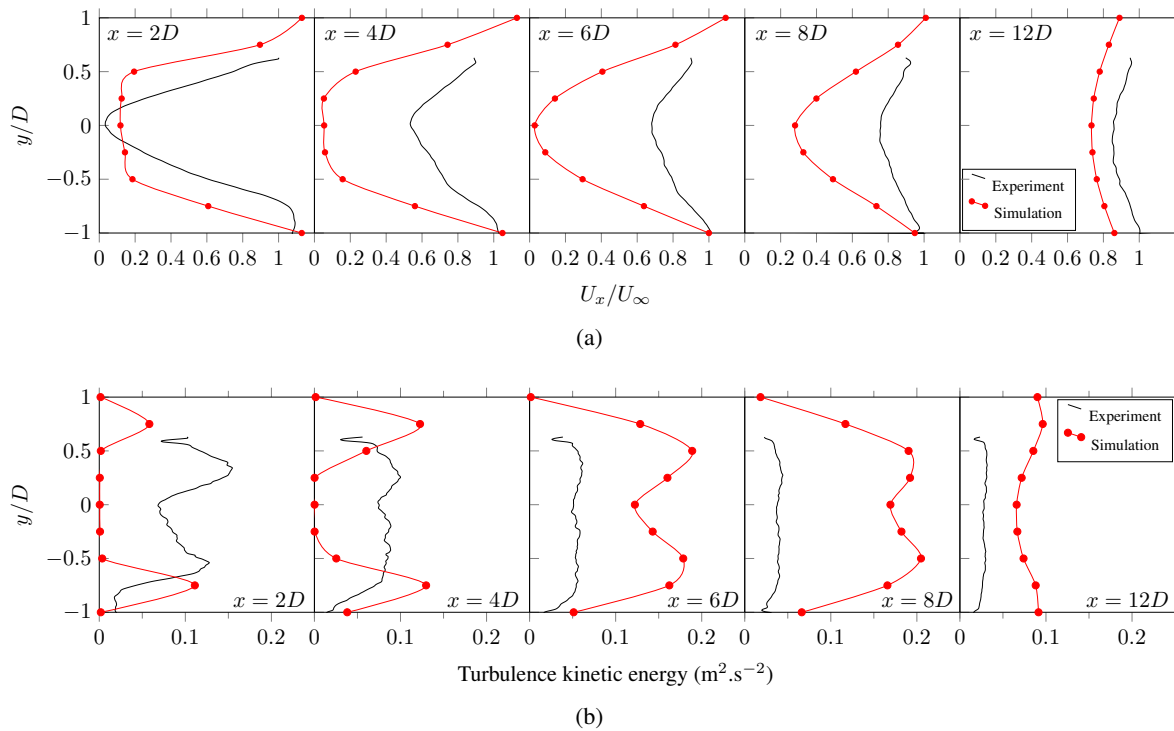 x = 2D x = 4D x = 6D x = 8D x = 12D
1
0.5
0
−0.5
−1
y/D
Experiment
Simulation
0 0.2 0.4 0.6 0.8 1 0 0.2 0.4 0.6 0.8 1 0 0.2 0.4 0.6 0.8 1 0 0.2 0.4 0.6 0.8 1 0 0.2 0.4 0.6 0.8 1
Uₓ/U∞
(a)
1
0.5
0
−0.5
−1
y/D
Experiment
Simulation
x = 2D x = 4D x = 6D x = 8D x = 12D
0 0.1 0.2 0 0.1 0.2 0 0.1 0.2 0 0.1 0.2 0 0.1 0.2
Turbulence kinetic energy (m².s⁻²)
(b)